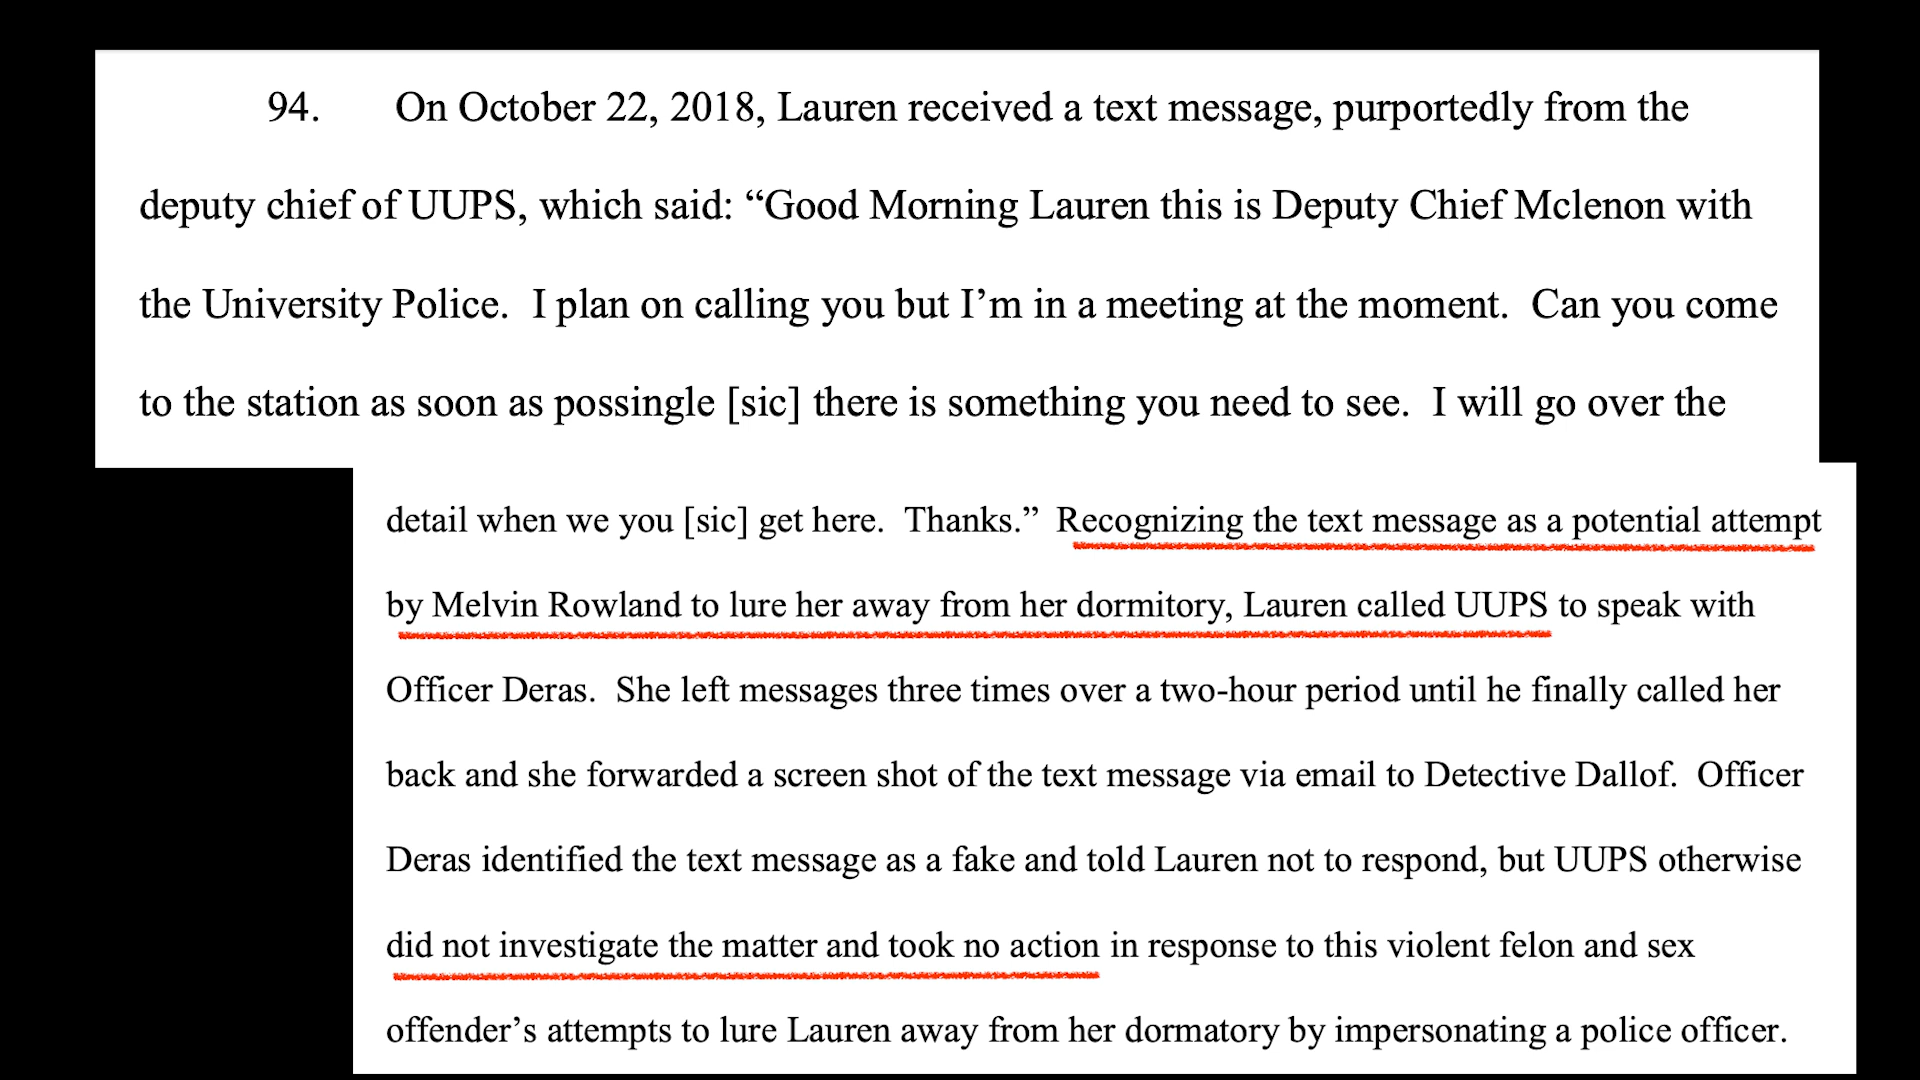 94. On October 22, 2018, Lauren received a text message, purportedly from the
deputy chief of UUPS, which said: “Good Morning Lauren this is Deputy Chief Mclenon with
the University Police. I plan on calling you but I’m in a meeting at the moment. Can you come
to the station as soon as possingle [sic] there is something you need to see. I will go over the
detail when we you [sic] get here. Thanks.” Recognizing the text message as a potential attempt
by Melvin Rowland to lure her away from her dormitory, Lauren called UUPS to speak with
Officer Deras. She left messages three times over a two-hour period until he finally called her
back and she forwarded a screen shot of the text message via email to Detective Dallof. Officer
Deras identified the text message as a fake and told Lauren not to respond, but UUPS otherwise
did not investigate the matter and took no action in response to this violent felon and sex
offender’s attempts to lure Lauren away from her dormatory by impersonating a police officer.